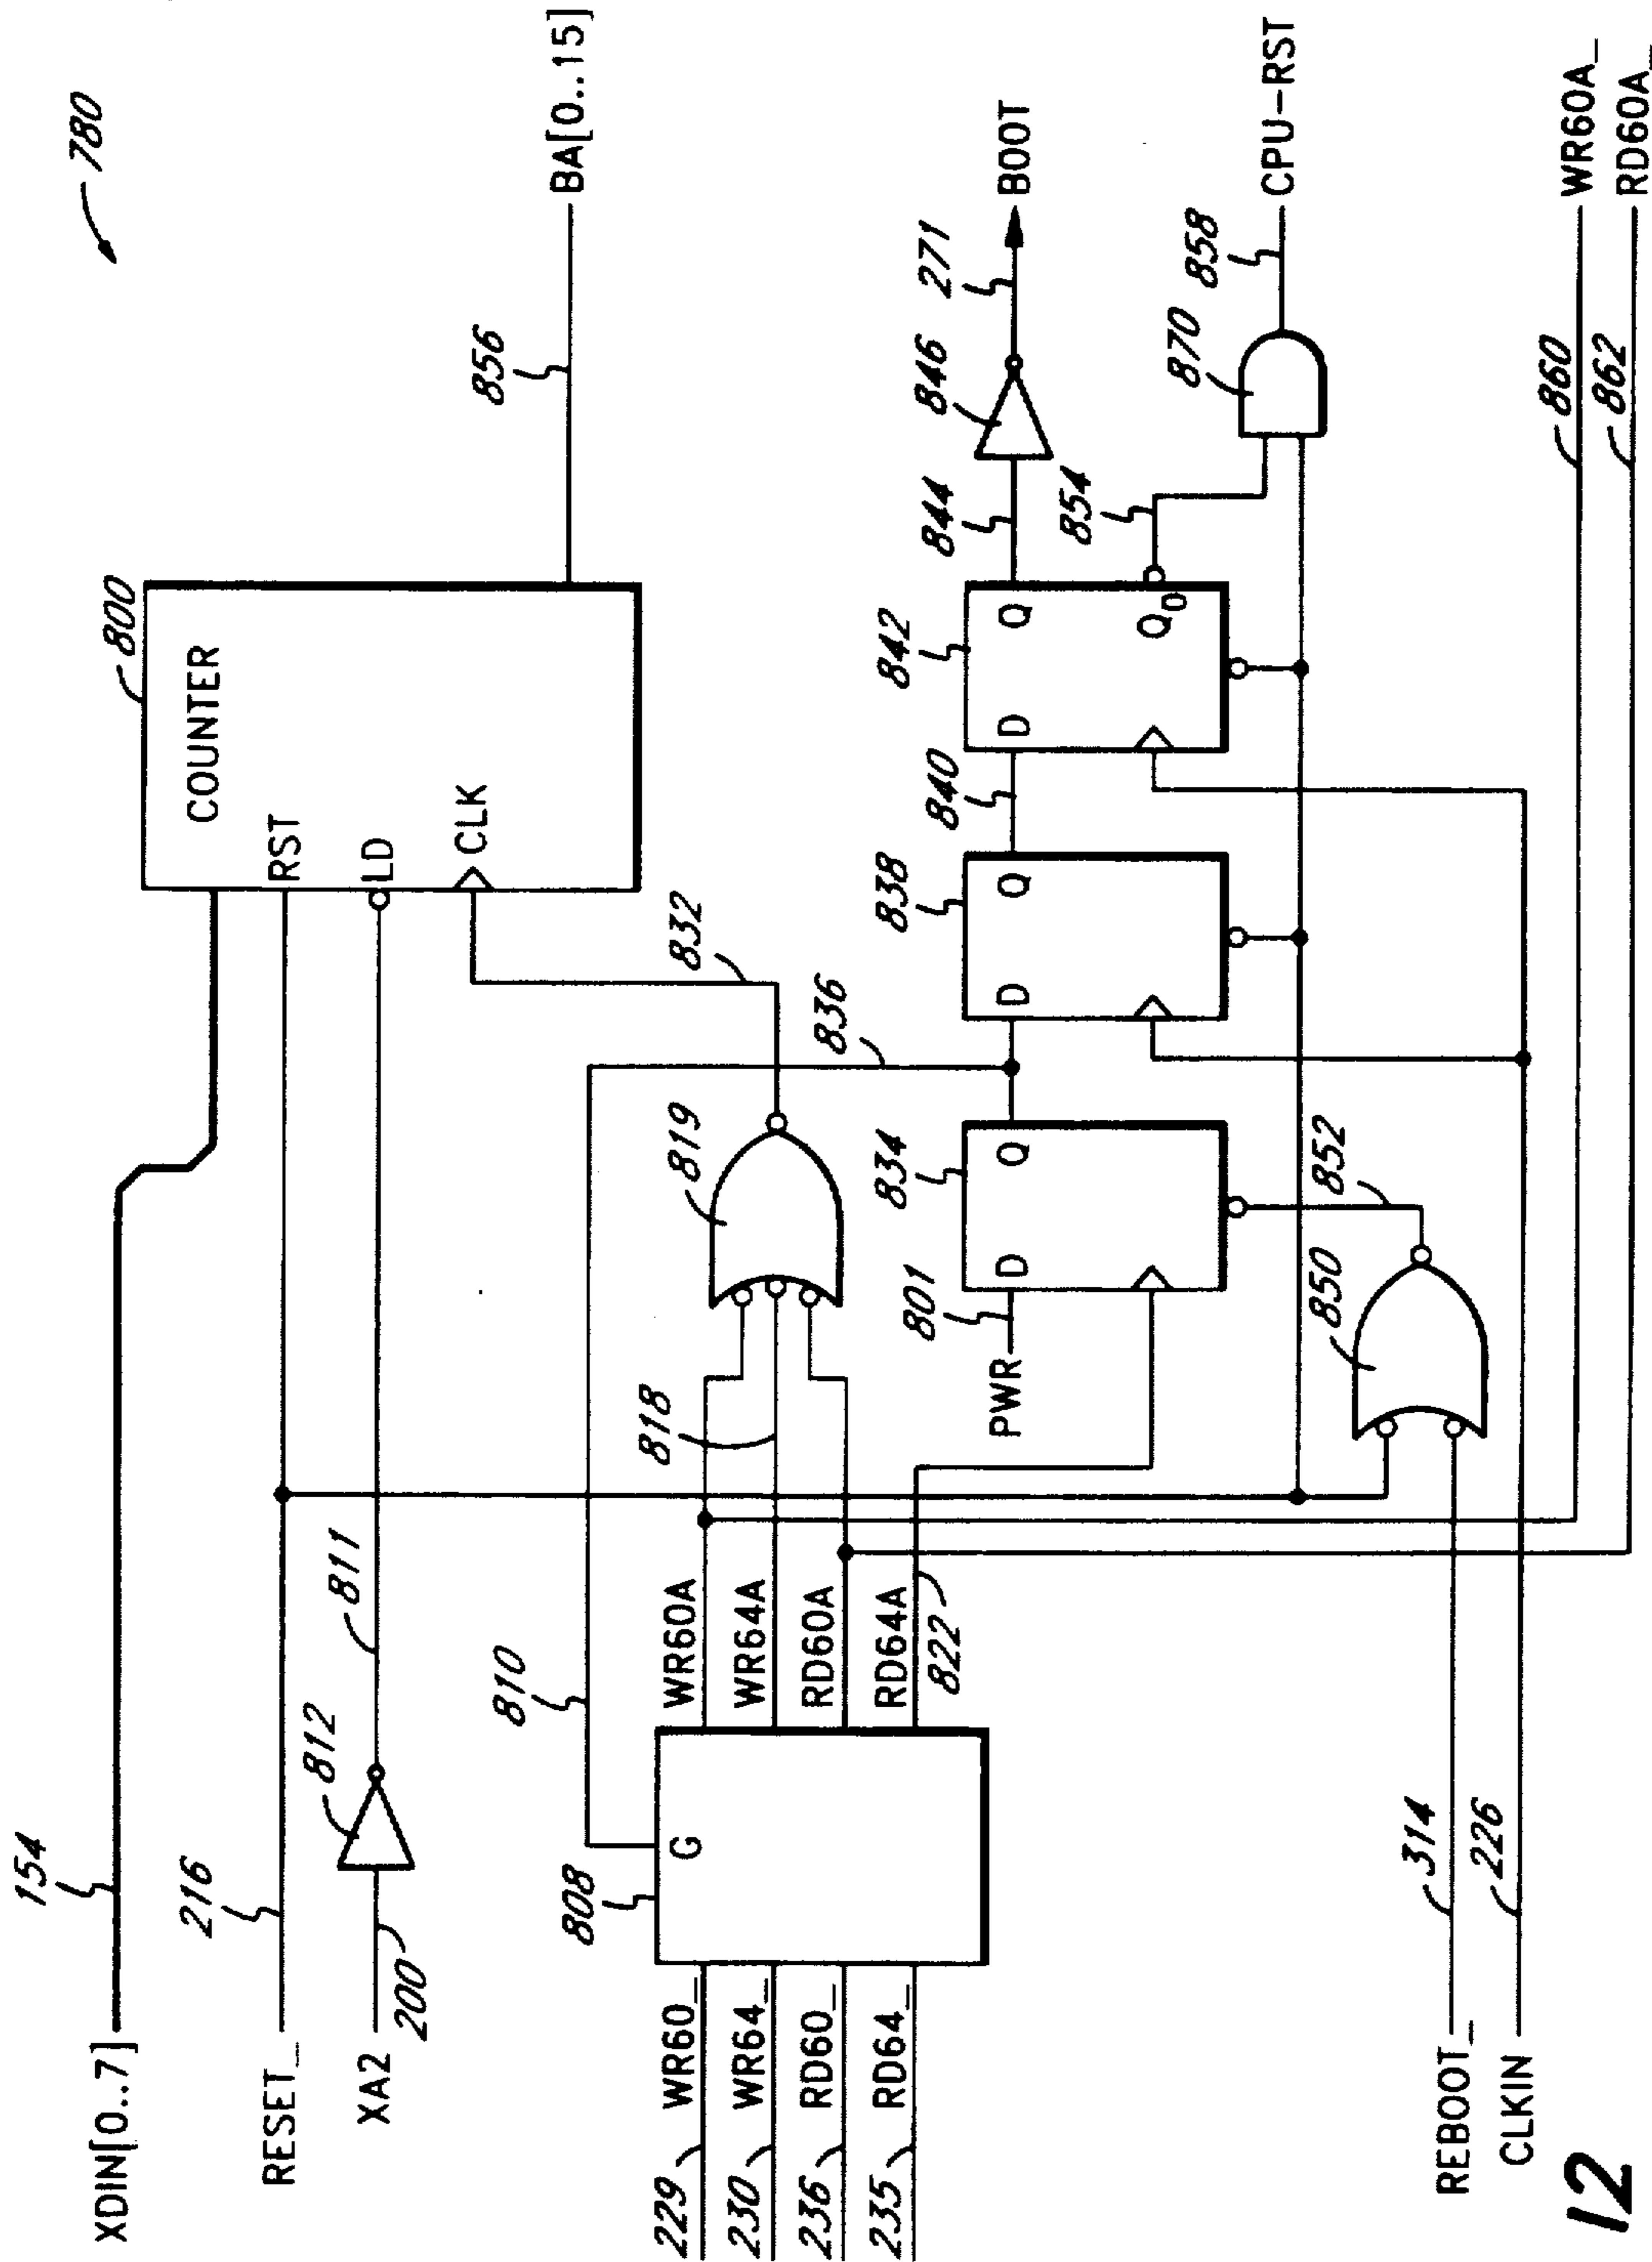 780
154
XDIN[0..7]
216
RESET_
812
811
XA2
200
800
COUNTER
RST
LD
CLK
856
BA[0..15]
808
810
G
229
WR60_
WR60A
230
WR64_
WR64A
236
RD60_
RD60A
235
RD64_
RD64A
822
818
819
832
836
PWR
801
D
Q
834
D
Q
838
840
D
Q
QD
842
844
846
271
BOOT
854
870
858
CPU-RST
850
852
REBOOT_
314
CLKIN
226
860
WR60A_
862
RD60A_
12